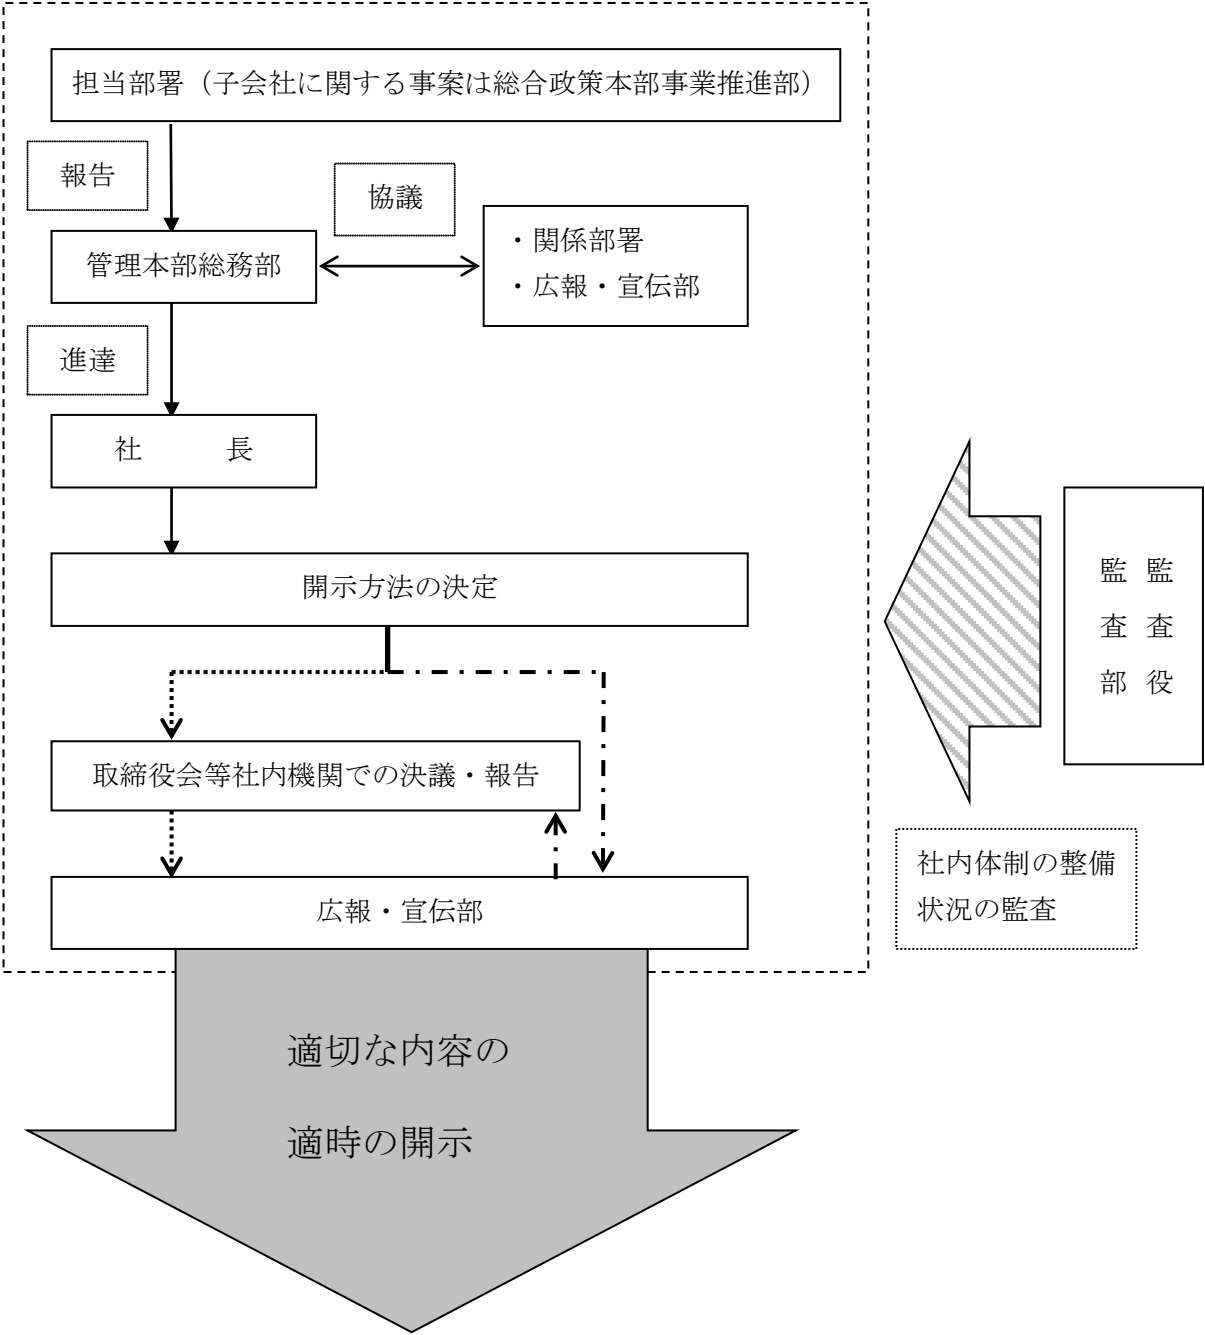 担当部署（子会社に関する事案は総合政策本部事業推進部）
報告
協議
・関係部署
・広報・宣伝部
管理本部総務部
進達
社　　　長
開示方法の決定
監査役
監査部
取締役会等社内機関での決議・報告
社内体制の整備
状況の監査
広報・宣伝部
適切な内容の
適時の開示